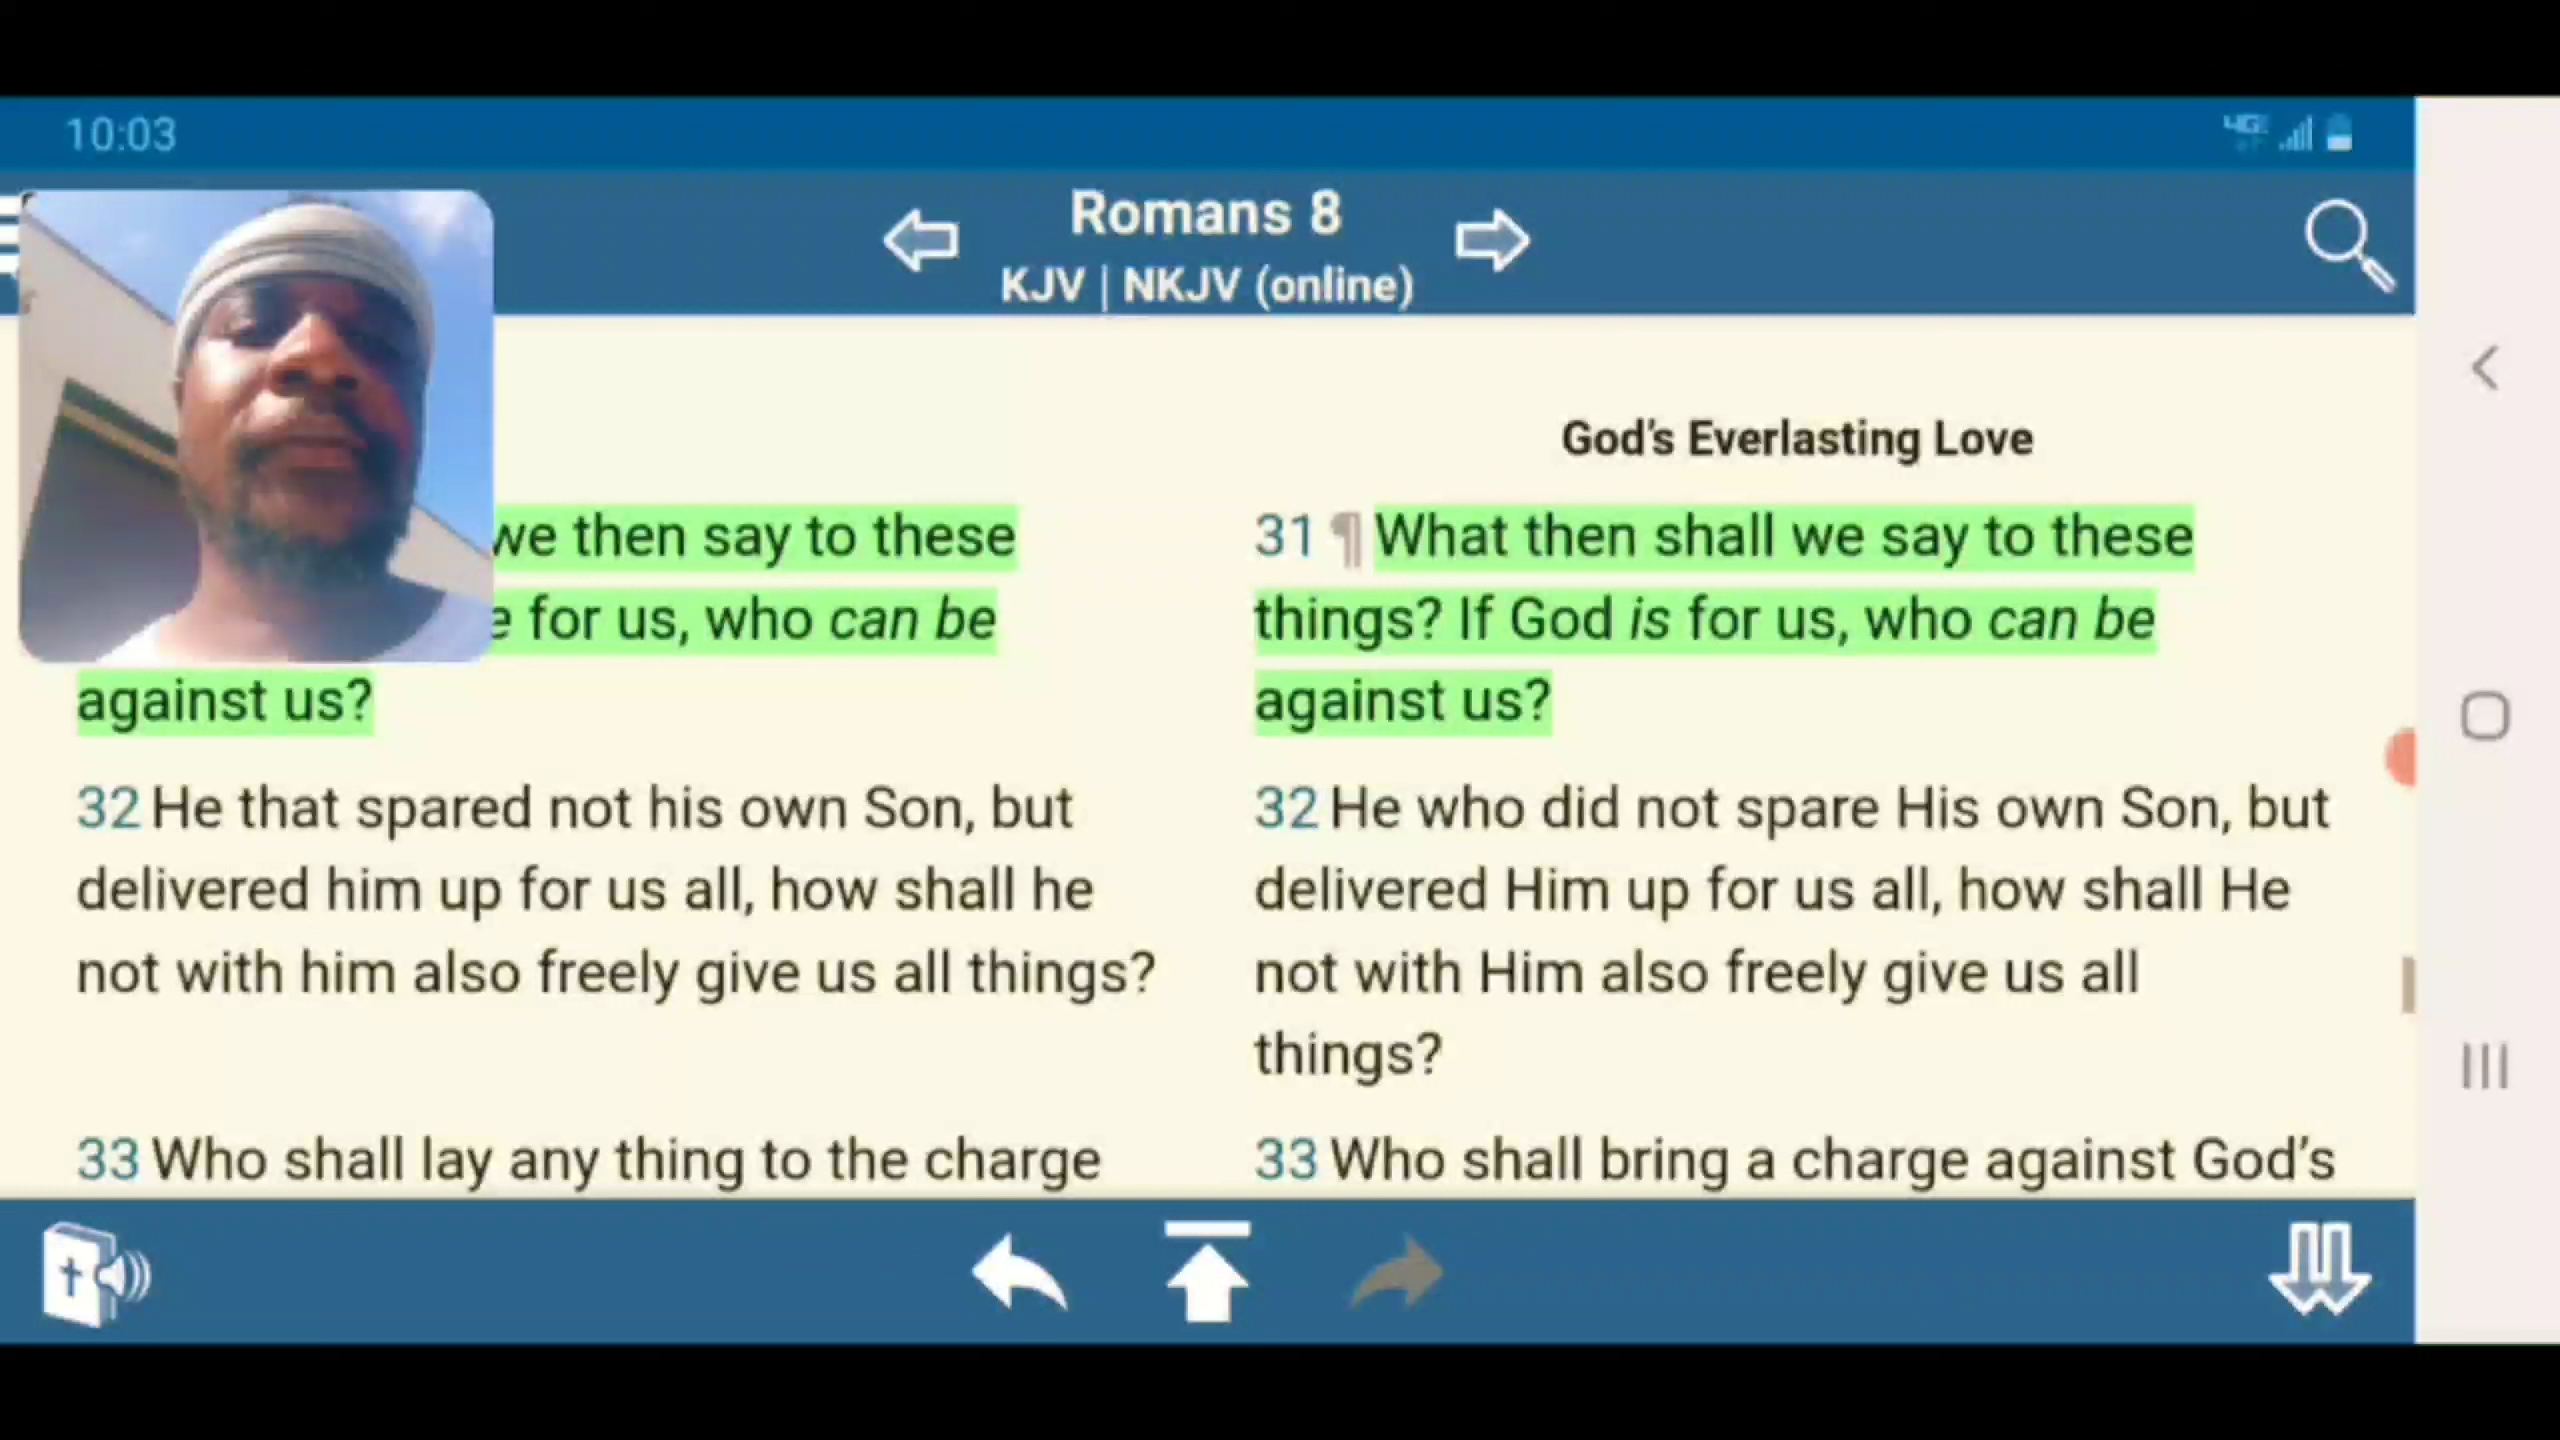 10:03
4G
Romans 8
KJV | NKJV (online)
we then say to these
e for us, who can be
against us?
32 He that spared not his own Son, but
delivered him up for us all, how shall he
not with him also freely give us all things?
33 Who shall lay any thing to the charge
God’s Everlasting Love
31 ¶ What then shall we say to these
things? If God is for us, who can be
against us?
32 He who did not spare His own Son, but
delivered Him up for us all, how shall He
not with Him also freely give us all
things?
33 Who shall bring a charge against God’s